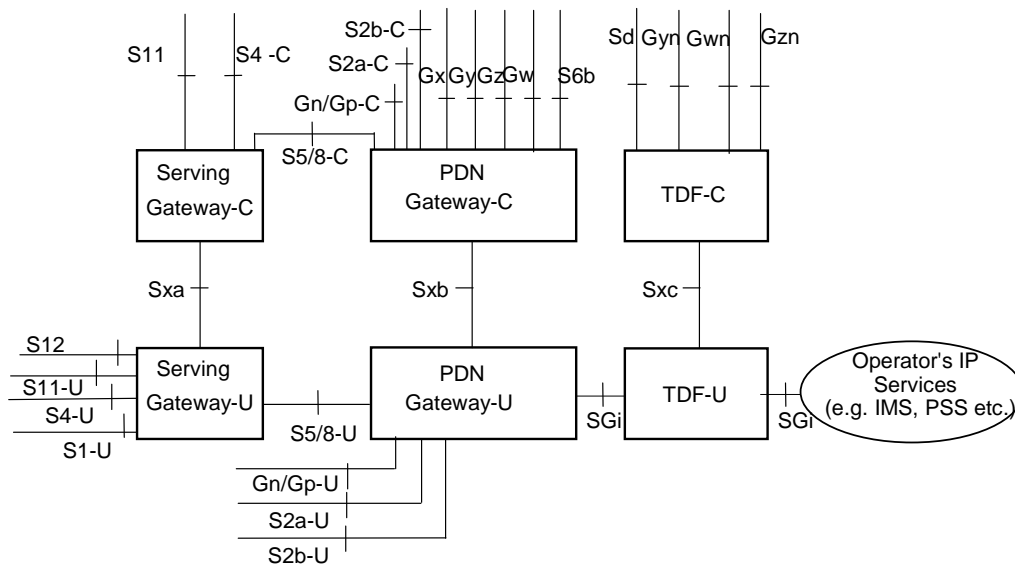 S2b-C
S11
S4 -C
S2a-C
Gn/Gp-C
Gx
Gy
Gz
Gw
S6b
Sd
Gyn
Gwn
Gzn
S5/8-C
Serving
Gateway-C
PDN
Gateway-C
TDF-C
Sxa
Sxb
Sxc
S12
S11-U
S4-U
S1-U
Serving
Gateway-U
S5/8-U
PDN
Gateway-U
SGi
TDF-U
SGi
Operator's IP
Services
(e.g. IMS, PSS etc.)
Gn/Gp-U
S2a-U
S2b-U